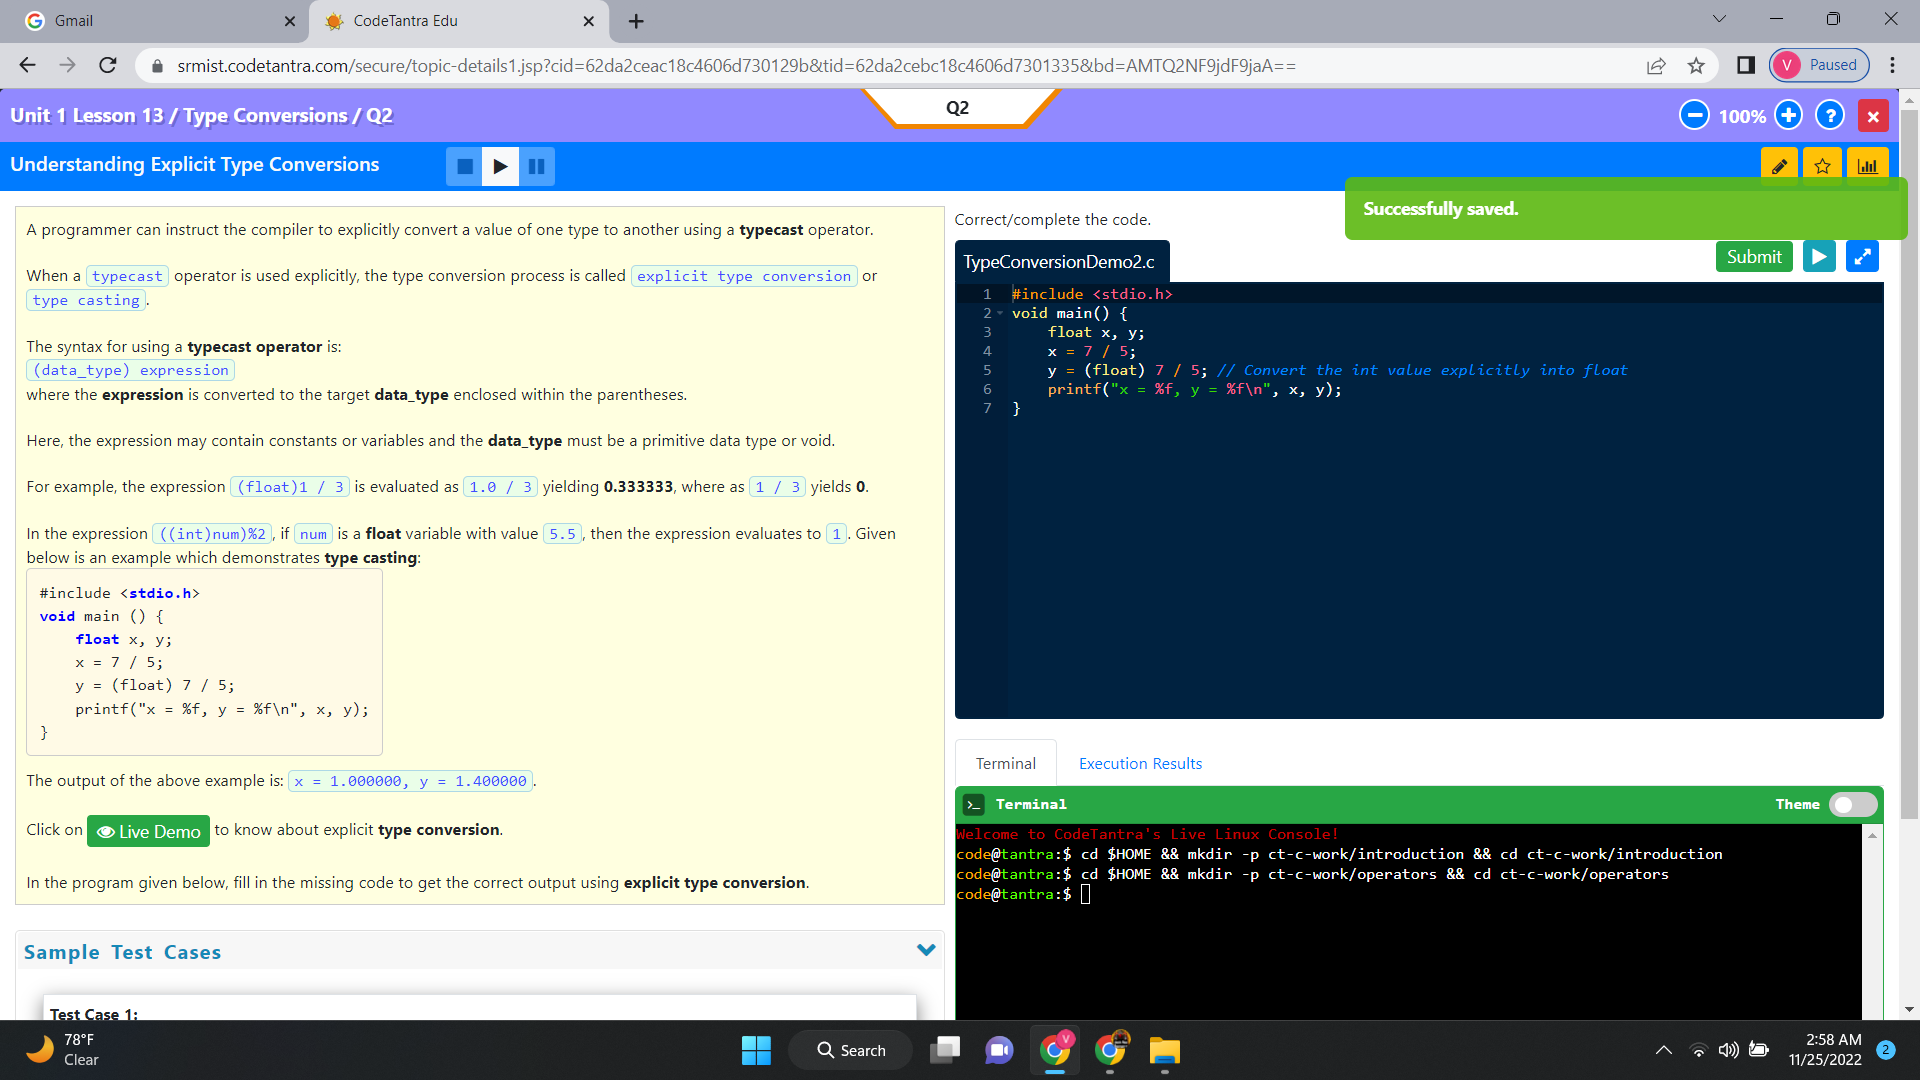 Gmail
CodeTantra Edu
srmist.codetantra.com/secure/topic-details1.jsp?cid=62da2ceac18c4606d730129b&tid=62da2cebc18c4606d7301335&bd=AMTQ2NF9jdF9jaA==
V Paused
Unit 1 Lesson 13 / Type Conversions / Q2
Q2
100%
?
Understanding Explicit Type Conversions
Successfully saved.
A programmer can instruct the compiler to explicitly convert a value of one type to another using a typecast operator.
When a typecast operator is used explicitly, the type conversion process is called explicit type conversion or
type casting.
The syntax for using a typecast operator is:
(data_type) expression
where the expression is converted to the target data_type enclosed within the parentheses.
Here, the expression may contain constants or variables and the data_type must be a primitive data type or void.
For example, the expression (float)1 / 3 is evaluated as 1.0 / 3 yielding 0.333333, where as 1 / 3 yields 0.
In the expression ((int)num)%2, if num is a float variable with value 5.5, then the expression evaluates to 1. Given
below is an example which demonstrates type casting:
#include <stdio.h>
void main () {
float x, y;
x = 7 / 5;
y = (float) 7 / 5;
printf("x = %f, y = %f\n", x, y);
}
The output of the above example is: x = 1.000000, y = 1.400000.
Click on Live Demo to know about explicit type conversion.
In the program given below, fill in the missing code to get the correct output using explicit type conversion.
Sample Test Cases
Test Case 1:
Correct/complete the code.
TypeConversionDemo2.c
Submit
1 #include <stdio.h>
2 void main() {
3 float x, y;
4 x = 7 / 5;
5 y = (float) 7 / 5; // Convert the int value explicitly into float
6 printf("x = %f, y = %f\n", x, y);
7 }
Terminal
Execution Results
>_ Terminal
Theme
Welcome to CodeTantra's Live Linux Console!
code@tantra:$ cd $HOME && mkdir -p ct-c-work/introduction && cd ct-c-work/introduction
code@tantra:$ cd $HOME && mkdir -p ct-c-work/operators && cd ct-c-work/operators
code@tantra:$
78°F
Clear
Search
V
2:58 AM
11/25/2022
2